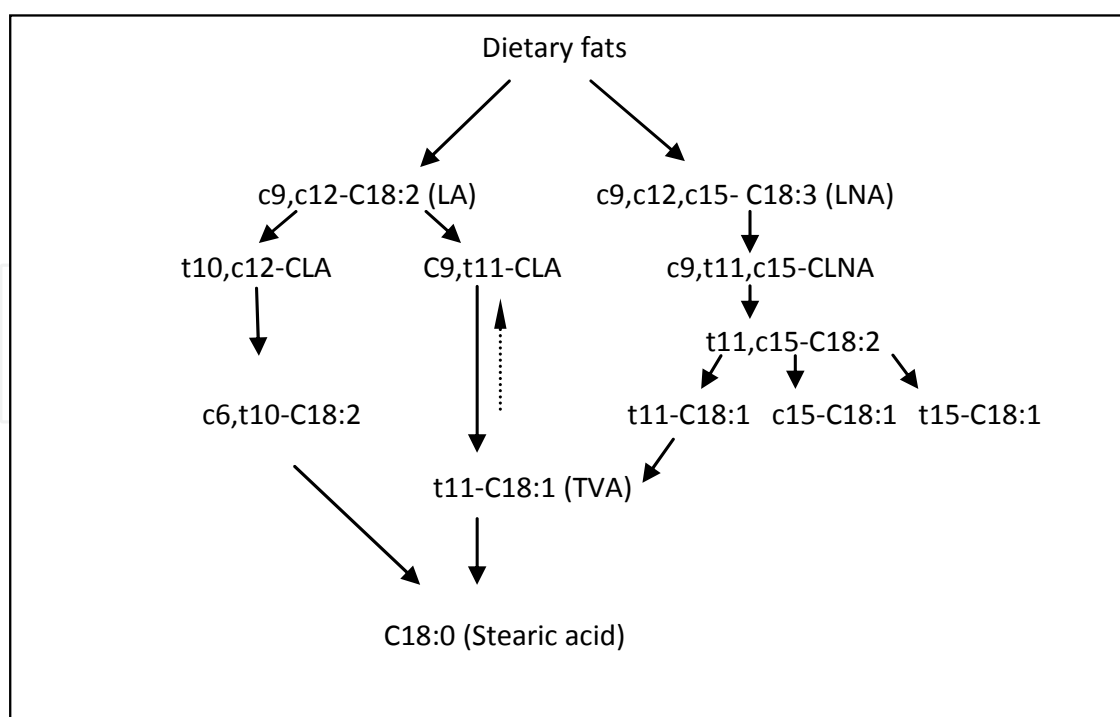 Dietary fats
c9,c12-C18:2 (LA)
c9,c12,c15- C18:3 (LNA)
t10,c12-CLA
C9,t11-CLA
c9,t11,c15-CLNA
t11,c15-C18:2
c6,t10-C18:2
t11-C18:1
c15-C18:1
t15-C18:1
t11-C18:1 (TVA)
C18:0 (Stearic acid)